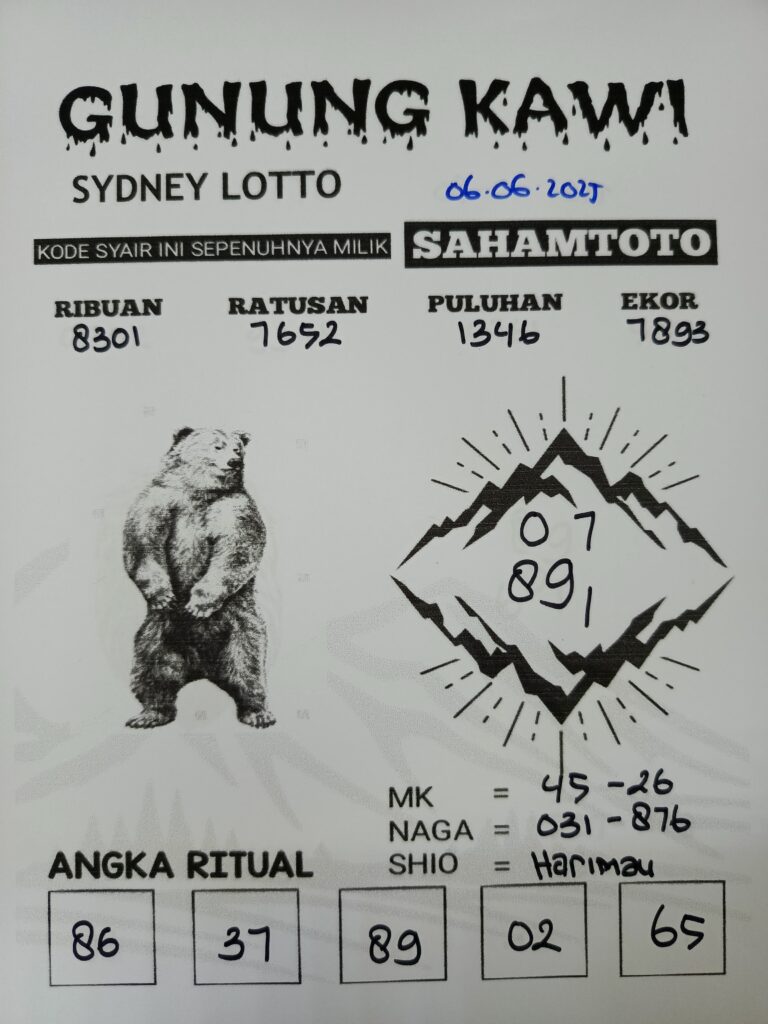 GUNUNG KAWI
SYDNEY LOTTO 06.06.2025
KODE SYAIR INI SEPENUHNYA MILIK SAHAMTOTO
RIBUAN RATUSAN PULUHAN EKOR
8301 7652 1346 7893
0 7
89 1
MK = 45 - 26
NAGA = 031 - 876
SHIO = Harimau
ANGKA RITUAL
86 37 89 02 65